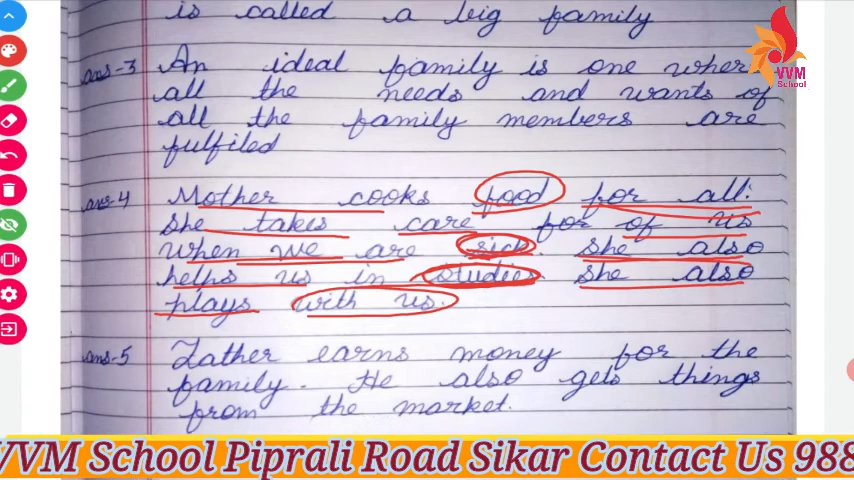 is called a big family
VVM
School
ans-3 An ideal family is one wher
all the needs and wants of
all the family members are
fulfiled
ans-4 Mother cooks food for all.
she takes care for of us
when we are sick. she also
helps us in studies she also
plays with us.
ans-5 Father earns money for the
family. He also gets things
from the market.
VVM School Piprali Road Sikar Contact Us 988